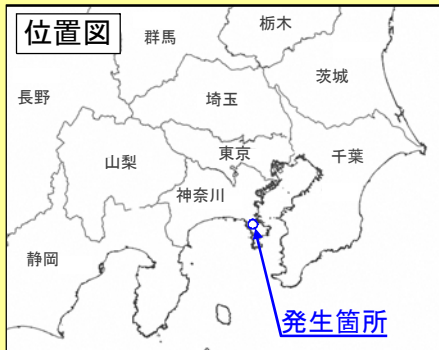 位置図
群馬
栃木
茨城
長野
埼玉
東京
千葉
山梨
神奈川
静岡
発生箇所